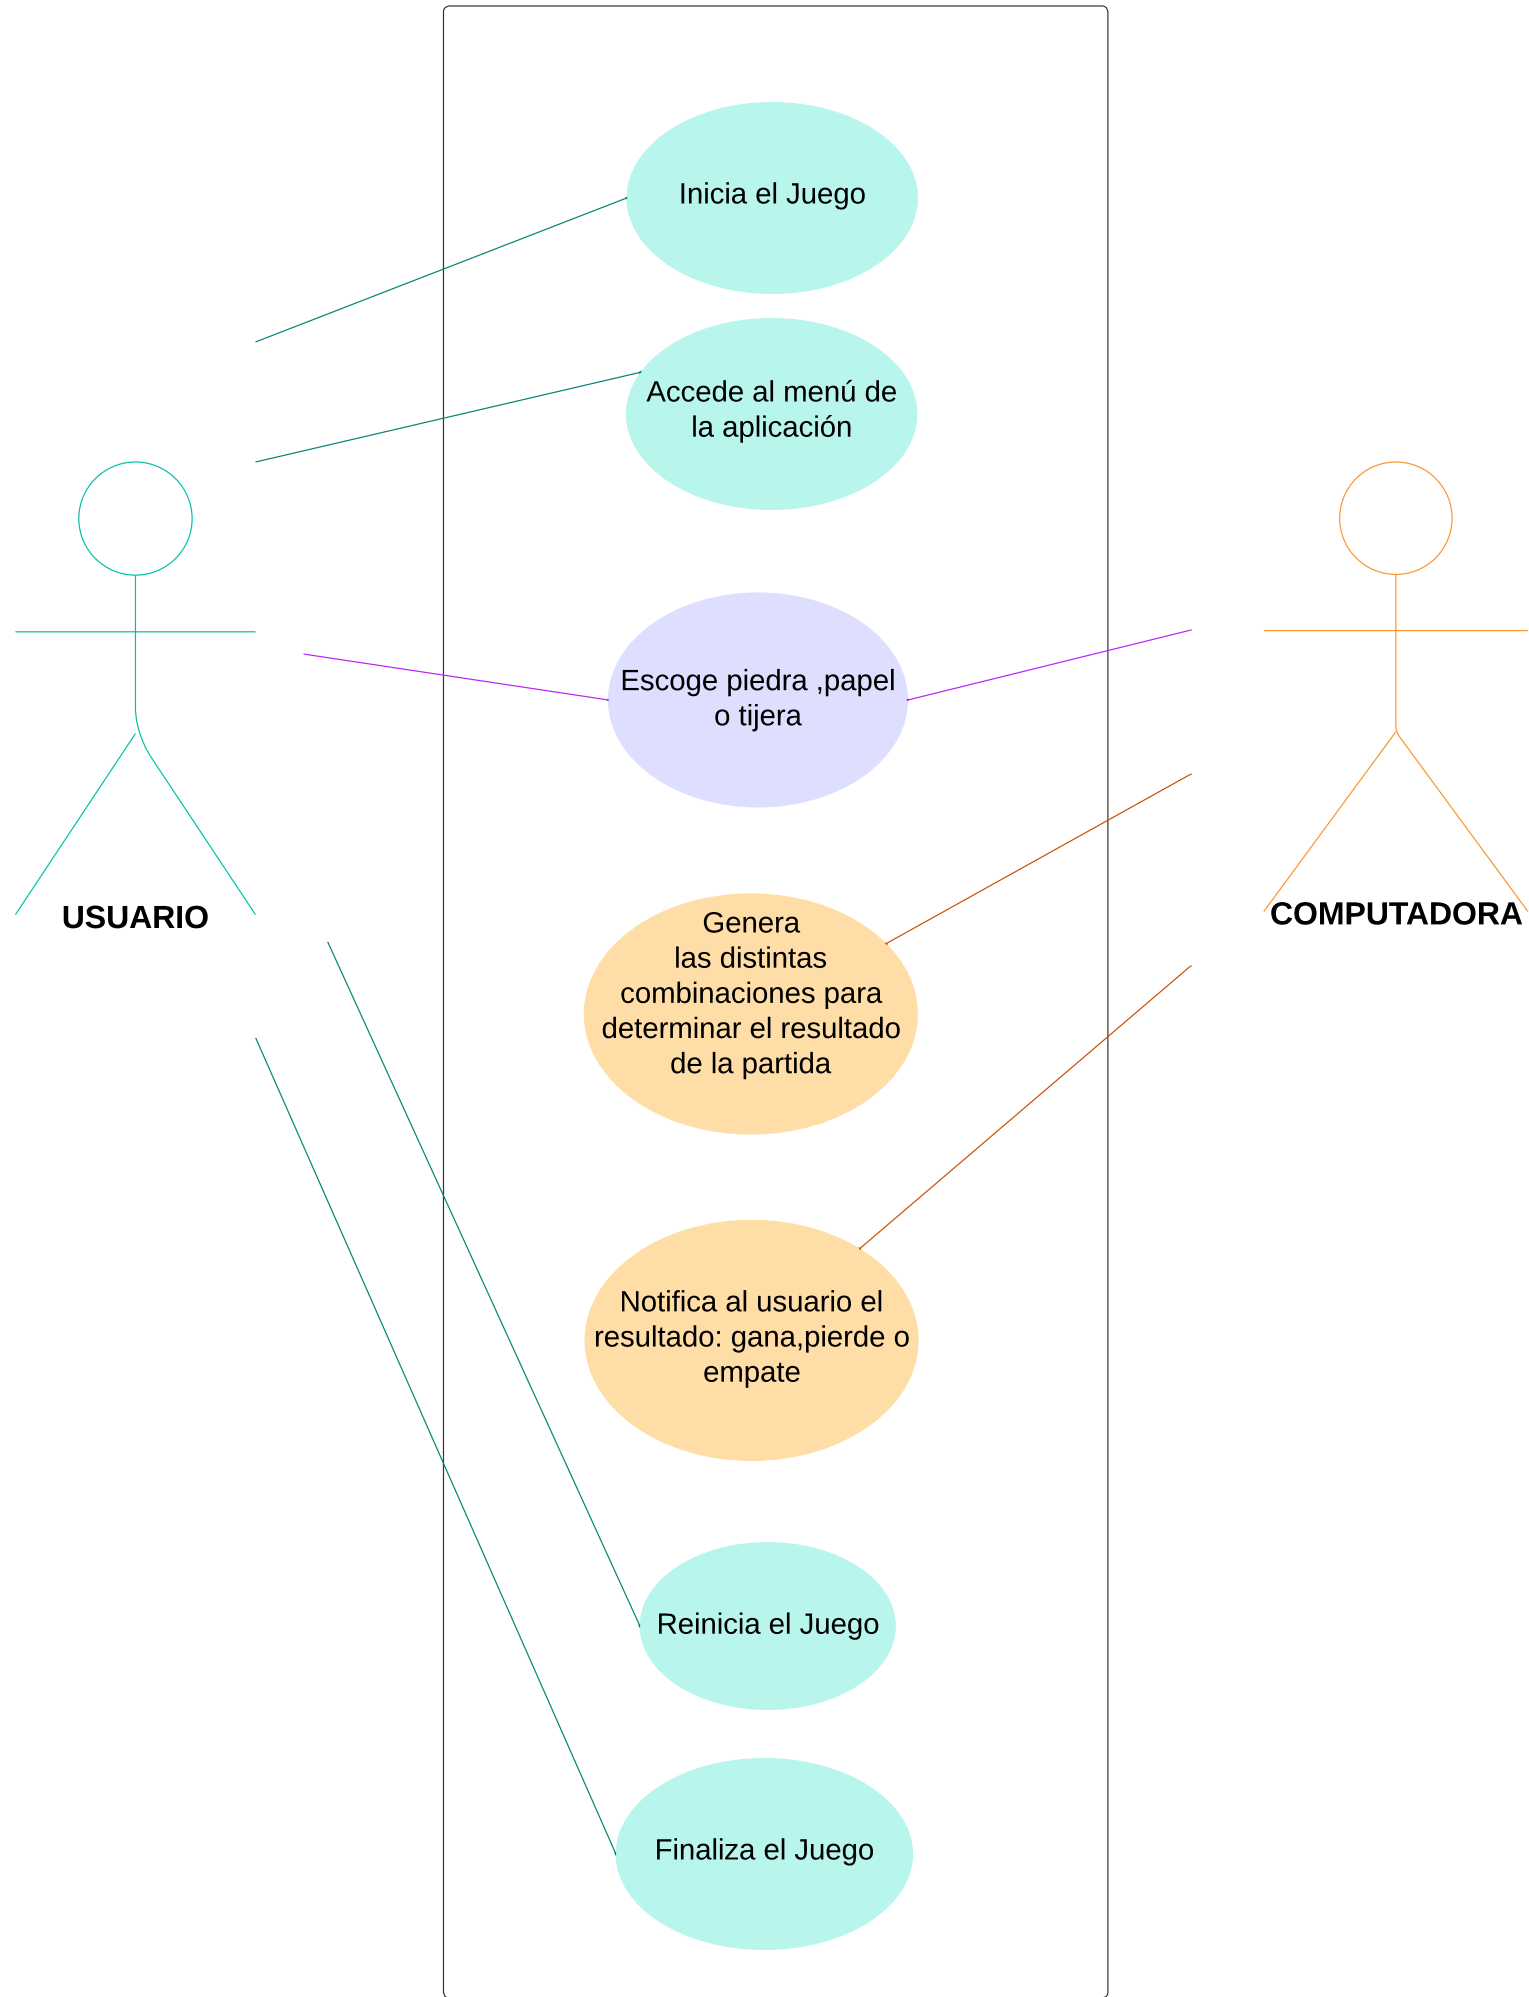 Inicia el Juego
Accede al menú de
la aplicación
Escoge piedra ,papel
o tijera
USUARIO
COMPUTADORA
Genera
las distintas
combinaciones para
determinar el resultado
de la partida
Notifica al usuario el
resultado: gana,pierde o
empate
Reinicia el Juego
Finaliza el Juego